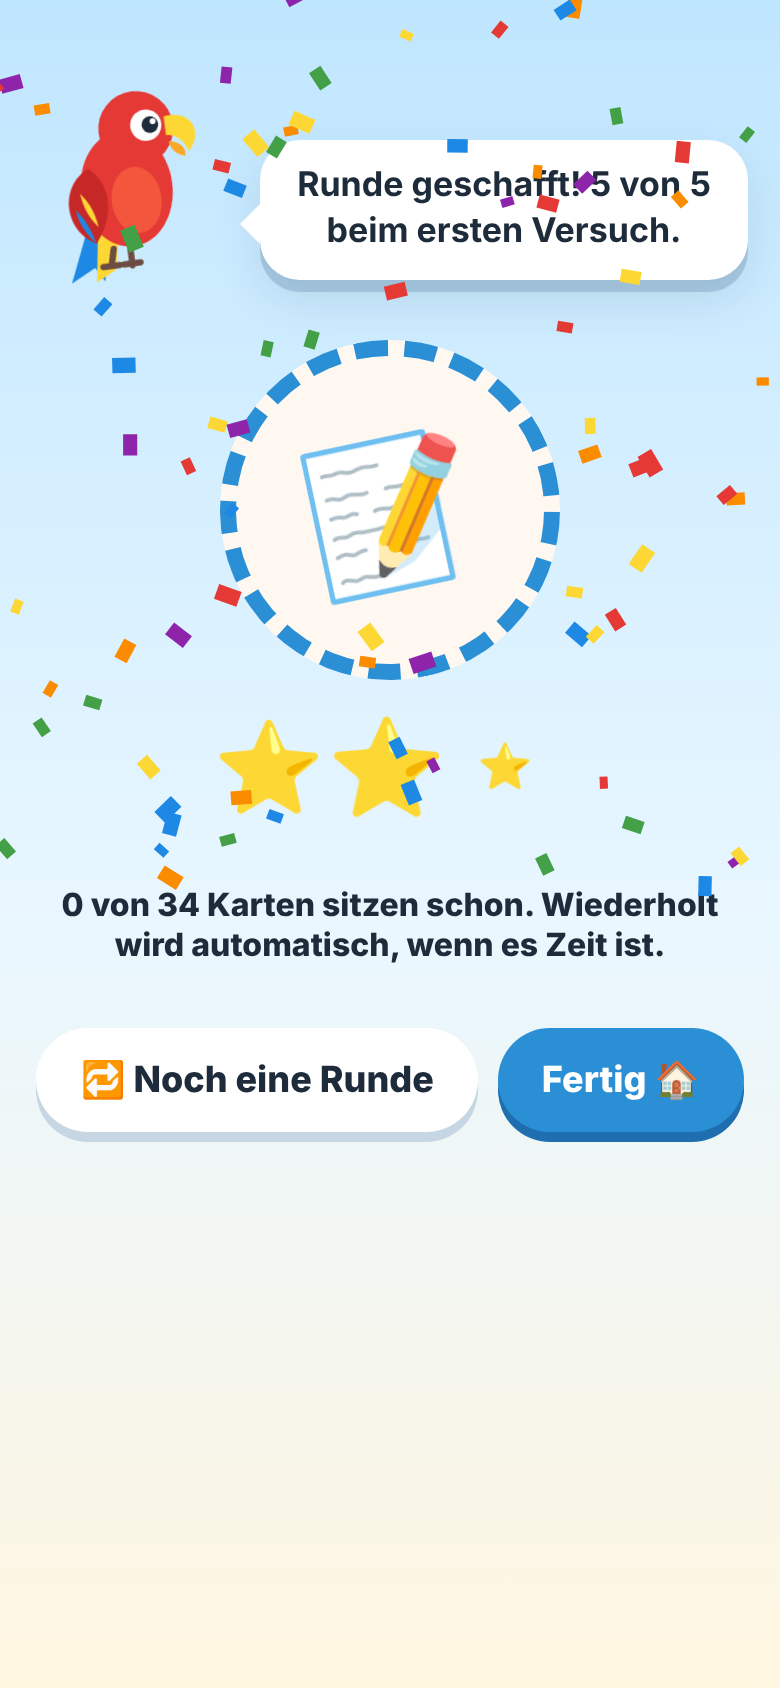 Runde geschafft! 5 von 5
beim ersten Versuch.
0 von 34 Karten sitzen schon. Wiederholt
wird automatisch, wenn es Zeit ist.
Noch eine Runde
Fertig